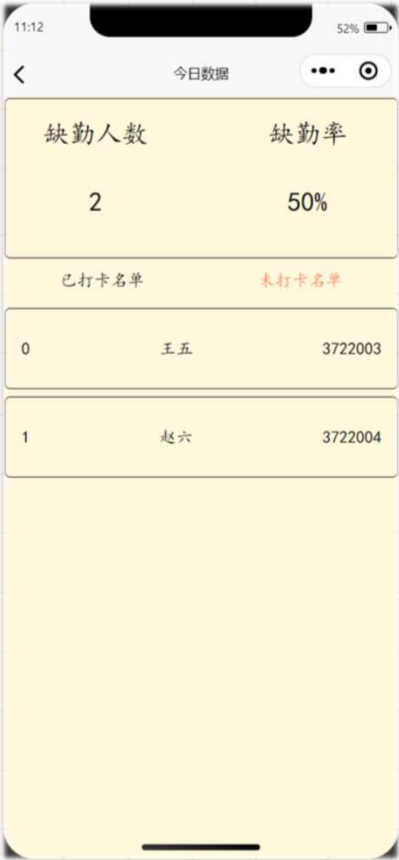 11:12 52%
今日数据
缺勤人数 缺勤率
2 50%
已打卡名单 未打卡名单
0 王五 3722003
1 赵六 3722004